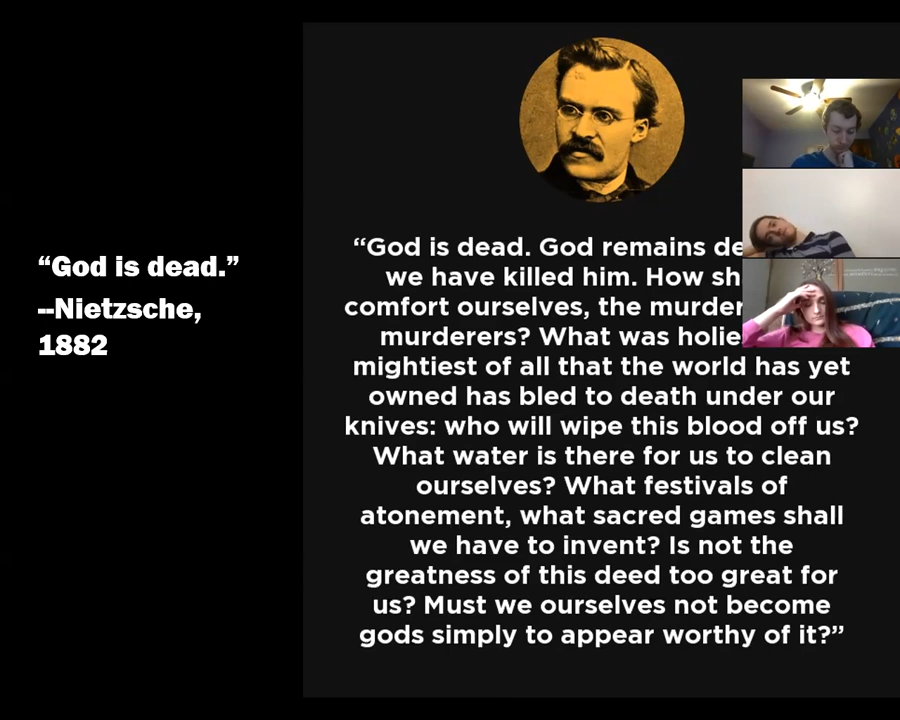 “God is dead.”
--Nietzsche,
1882
“God is dead. God remains
we have killed him. How
comfort ourselves, the
murderers? What was
mightiest of all that the world has yet
owned has bled to death under our
knives: who will wipe this blood off us?
What water is there for us to clean
ourselves? What festivals of
atonement, what sacred games shall
we have to invent? Is not the
greatness of this deed too great for
us? Must we ourselves not become
gods simply to appear worthy of it?”